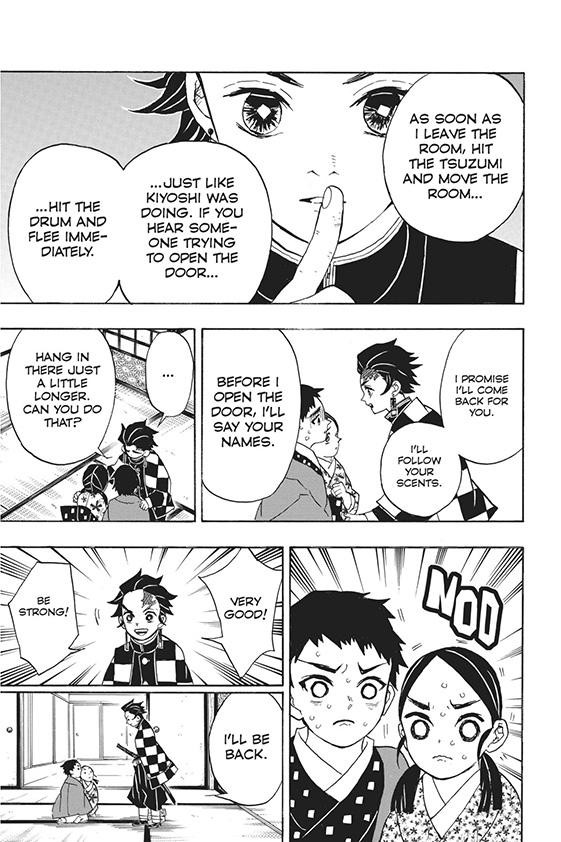 AS SOON AS
I LEAVE THE
ROOM, HIT
THE TSUZUMI
AND MOVE THE
ROOM...
...JUST LIKE
KIYOSHI WAS
DOING. IF YOU
HEAR SOME-
ONE TRYING
TO OPEN THE
DOOR...
...HIT THE
DRUM AND
FLEE IMME-
DIATELY.
I PROMISE
I'LL COME
BACK FOR
YOU.
I'LL
FOLLOW
YOUR
SCENTS.
BEFORE I
OPEN THE
DOOR, I'LL
SAY YOUR
NAMES.
...
HANG IN
THERE JUST
A LITTLE
LONGER.
CAN YOU DO
THAT?
NOD
VERY
GOOD!
BE
STRONG!
I'LL BE
BACK.